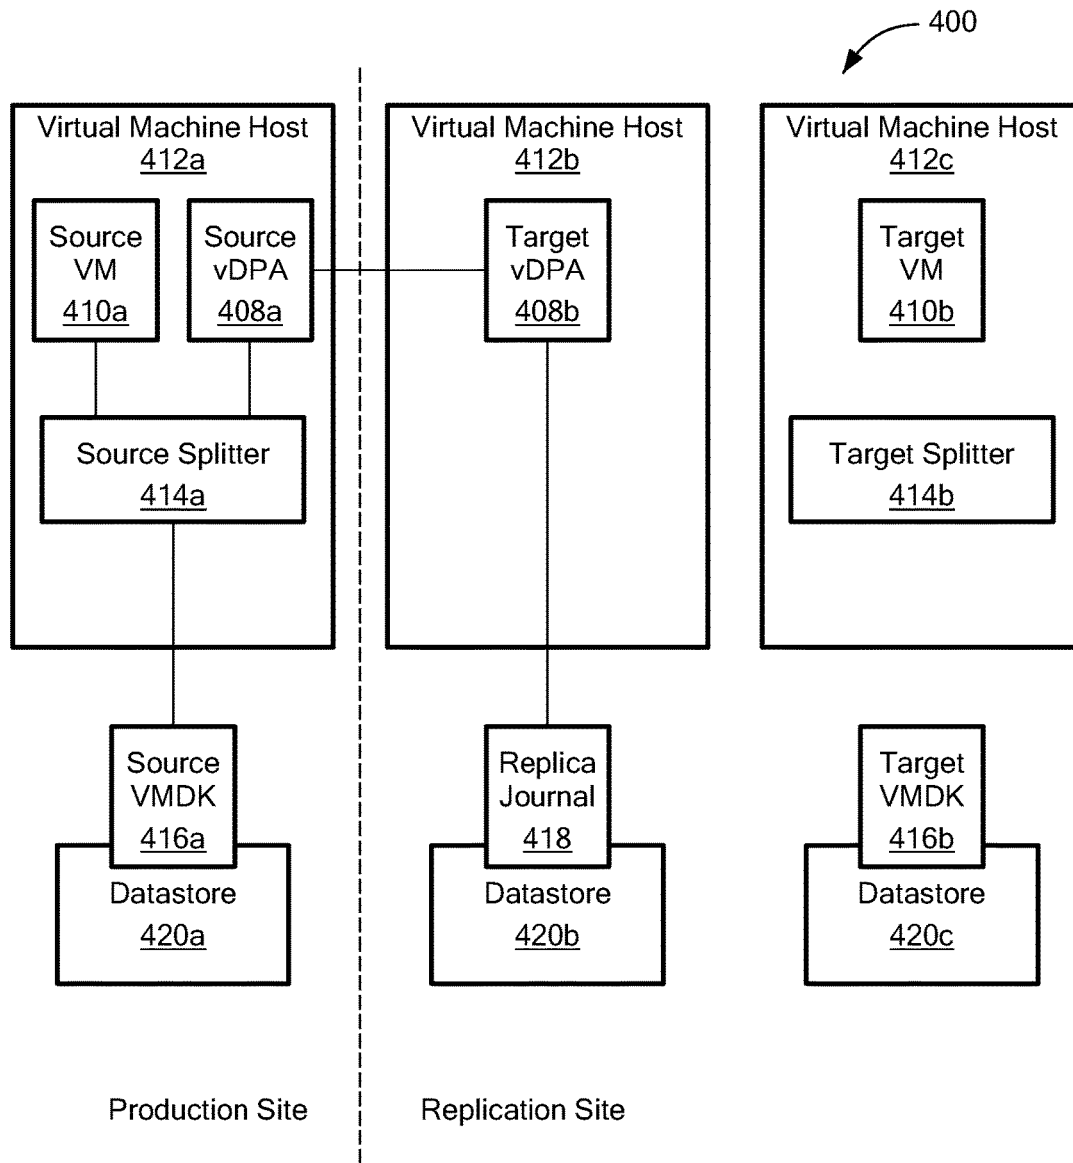 400
Virtual Machine Host
412a
Source
VM
410a
Source
vDPA
408a
Source Splitter
414a
Source
VMDK
416a
Datastore
420a
Virtual Machine Host
412b
Target
vDPA
408b
Replica
Journal
418
Datastore
420b
Virtual Machine Host
412c
Target
VM
410b
Target Splitter
414b
Target
VMDK
416b
Datastore
420c
Production Site
Replication Site